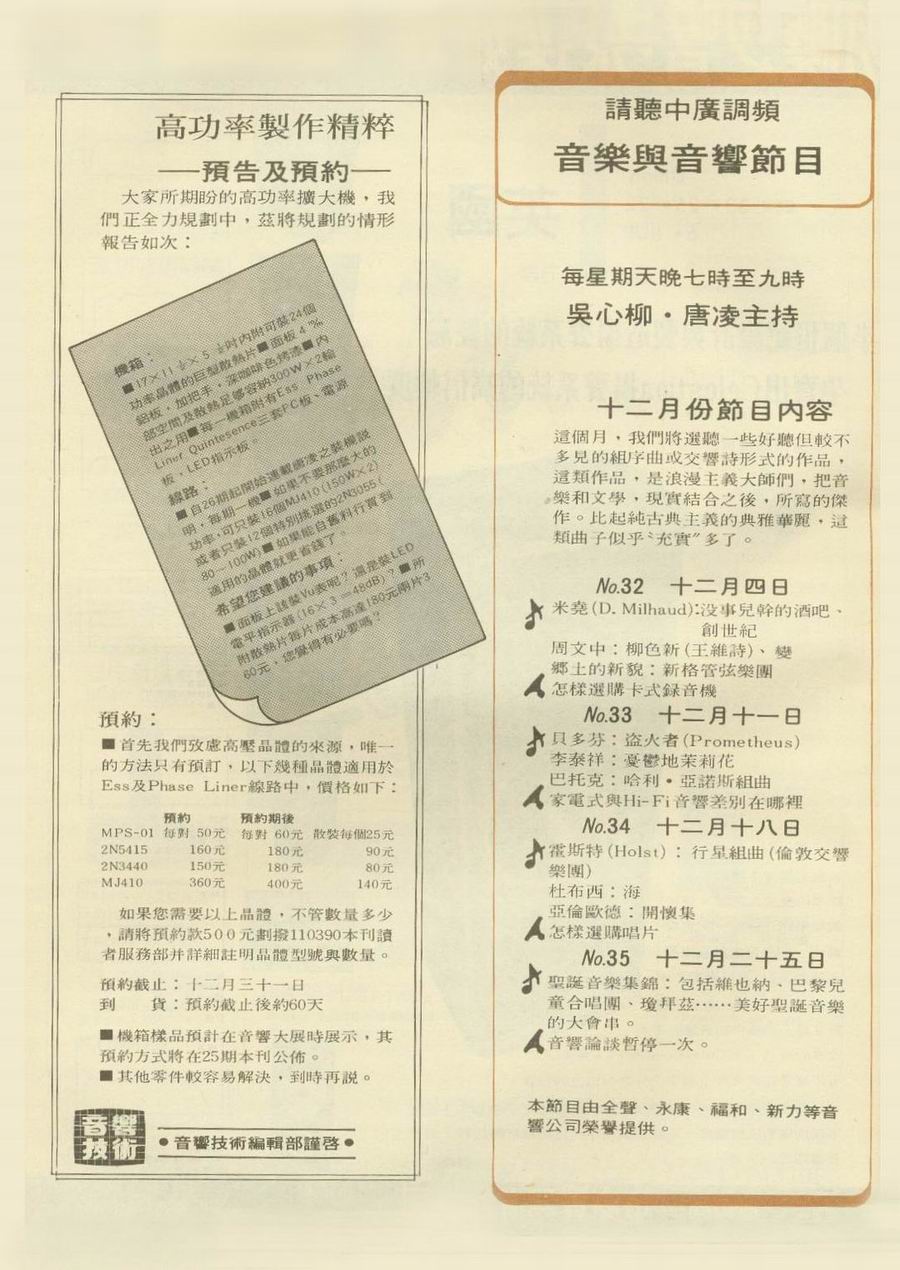 高功率製作精粹
——預告及預約——
大家所期盼的高功率擴大機，我
們正全力規劃中，茲將規劃的情形
報告如次：
機箱：
■17×11 ½×5 ¼吋內附可裝24個
功率晶體的巨型散熱片■面板4 %
鋁板，加把手，深咖啡色烤漆■內
部空間及散熱足够容納300W×2輸
出之用■每一機箱附有Ess Phase
Liner Quintesence三套PC板、電源
板，LED指示板。
線路：
■自26期起開始連載適凌之裝機說
明，每期一機■如果不要那麼大的
功率，可只裝16個MJ410(150W×2)
或者只裝12個特別挑選的2N3055(
80—100W)■如果能自舊料行買到
適用的晶體就更省錢了。
希望您建議的事項：
■面板上該裝Vu表呢？還是裝LED
電平指示器(16×3＝48dB)？■所
附散熱片每片成本高達180元兩片3
60元，您覺得有必要嗎？
預約：
■首先我們攷慮高壓晶體的來源，唯一
的方法只有預訂，以下幾種晶體適用於
Ess及Phase Liner線路中，價格如下：
預約 預約期後
MPS-01 每對 50元 每對 60元 散裝每個25元
2N5415 160元 180元 90元
2N3440 150元 180元 80元
MJ410 360元 400元 140元
如果您需要以上晶體，不管數量多少
，請將預約款500元劃撥110390本刊讀
者服務部并詳細註明晶體型號與數量。
預約截止：十二月三十一日
到　　貨：預約截止後約60天
■機箱樣品預計在音響大展時展示，其
預約方式將在25期本刊公佈。
■其他零件較容易解決，到時再說。
音響
技術
•音響技術編輯部謹啓•
請聽中廣調頻
音樂與音響節目
每星期天晚七時至九時
吳心柳・唐凌主持
十二月份節目內容
這個月，我們將選聽一些好聽但較不
多見的組序曲或交響詩形式的作品，
這類作品，是浪漫主義大師們，把音
樂和文學，現實結合之後，所寫的傑
作。比起純古典主義的典雅華麗，這
類曲子似乎〝充實〞多了。
No.32　十二月四日
米堯(D. Milhaud):沒事兒幹的酒吧、
創世紀
周文中：柳色新(王維詩)、變
鄉土的新貌：新格管弦樂團
怎樣選購卡式録音機
No.33　十二月十一日
貝多芬：盜火者(Prometheus)
李泰祥：憂鬱地茉莉花
巴托克：哈利・亞諾斯組曲
家電式與Hi-Fi音響差別在哪裡
No.34　十二月十八日
霍斯特(Holst)：行星組曲(倫敦交響
樂團)
杜布西：海
亞倫歐德：開懷集
怎樣選購唱片
No.35　十二月二十五日
聖誕音樂集錦：包括維也納、巴黎兒
童合唱團、瓊拜茲……美好聖誕音樂
的大會串。
音響論談暫停一次。
本節目由全聲、永康、福和、新力等音
響公司榮譽提供。